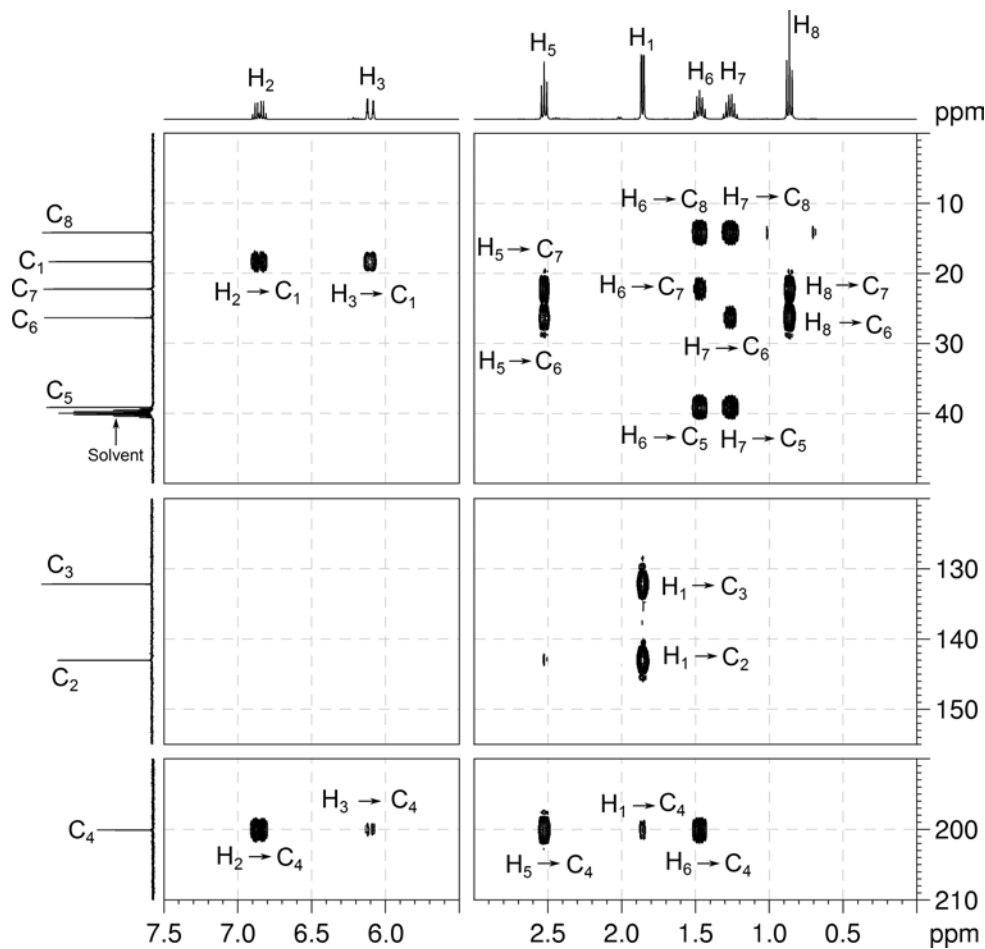 H₂ H₃ H₅ H₁ H₆ H₇ H₈
ppm
C₈
C₁
C₇
C₆
C₅
Solvent
H₂ → C₁ H₃ → C₁
H₆ → C₈ H₇ → C₈
H₅ → C₇
H₆ → C₇ H₈ → C₇
H₈ → C₆
H₇ → C₆
H₅ → C₆
H₆ → C₅ H₇ → C₅
10
20
30
40
C₃
C₂
H₁ → C₃
H₁ → C₂
130
140
150
C₄
H₃ → C₄ H₁ → C₄
H₂ → C₄ H₅ → C₄ H₆ → C₄
200
210
7.5 7.0 6.5 6.0 2.5 2.0 1.5 1.0 0.5 ppm